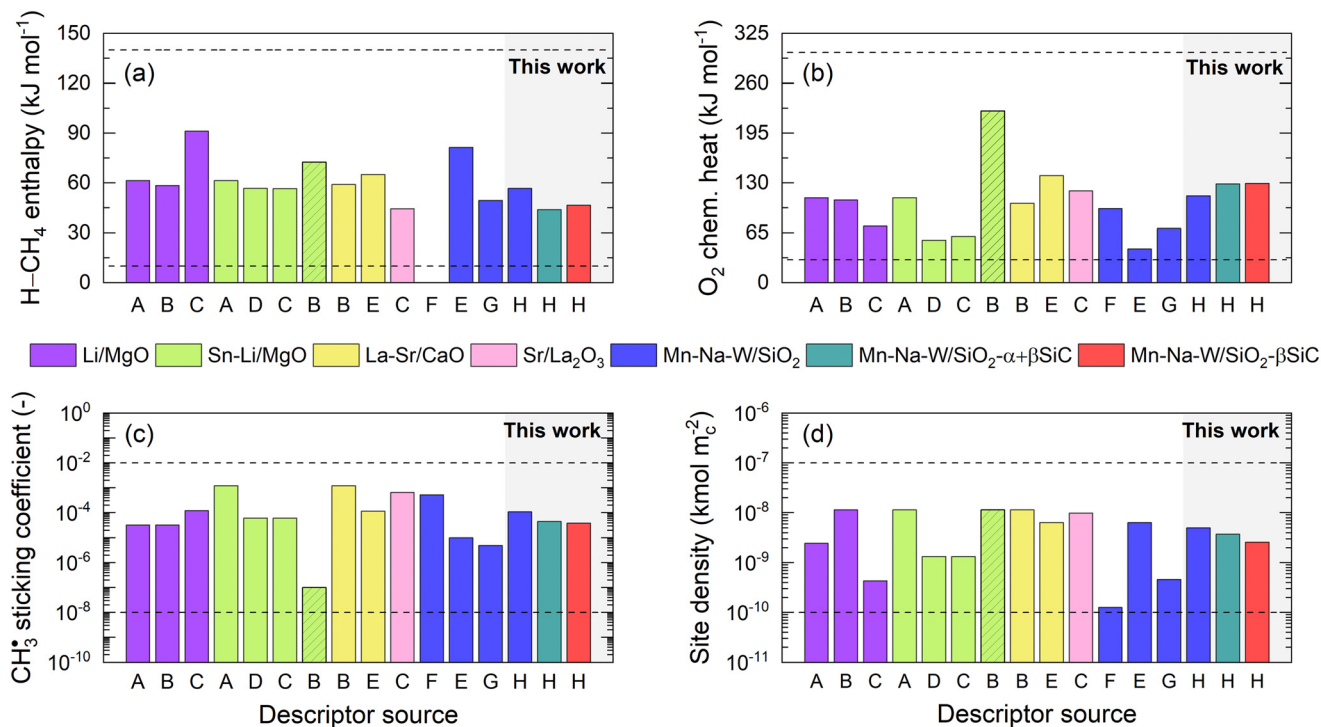 (a)
This work
H–CH₄ enthalpy (kJ mol⁻¹)
150
120
90
60
30
0
A B C A D C B B E C F E G H H H
(b)
This work
O₂ chem. heat (kJ mol⁻¹)
325
260
195
130
65
0
A B C A D C B B E C F E G H H H
Li/MgO Sn-Li/MgO La-Sr/CaO Sr/La₂O₃ Mn-Na-W/SiO₂ Mn-Na-W/SiO₂-α+βSiC Mn-Na-W/SiO₂-βSiC
(c)
This work
CH₃• sticking coefficient (-)
10⁰
10⁻²
10⁻⁴
10⁻⁶
10⁻⁸
10⁻¹⁰
A B C A D C B B E C F E G H H H
Descriptor source
(d)
This work
Site density (kmol m_c⁻²)
10⁻⁶
10⁻⁷
10⁻⁸
10⁻⁹
10⁻¹⁰
10⁻¹¹
A B C A D C B B E C F E G H H H
Descriptor source